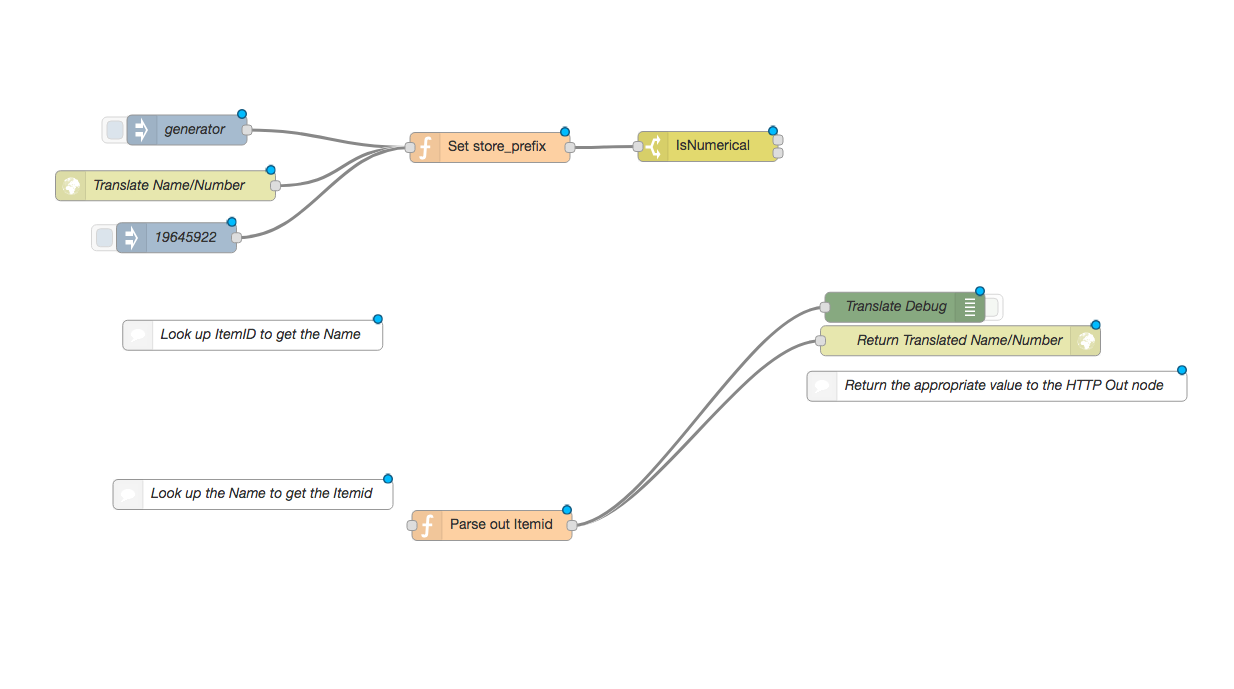 generator
Set store_prefix
IsNumerical
Translate Name/Number
19645922
Translate Debug
Look up ItemID to get the Name
Return Translated Name/Number
Return the appropriate value to the HTTP Out node
Look up the Name to get the Itemid
Parse out Itemid